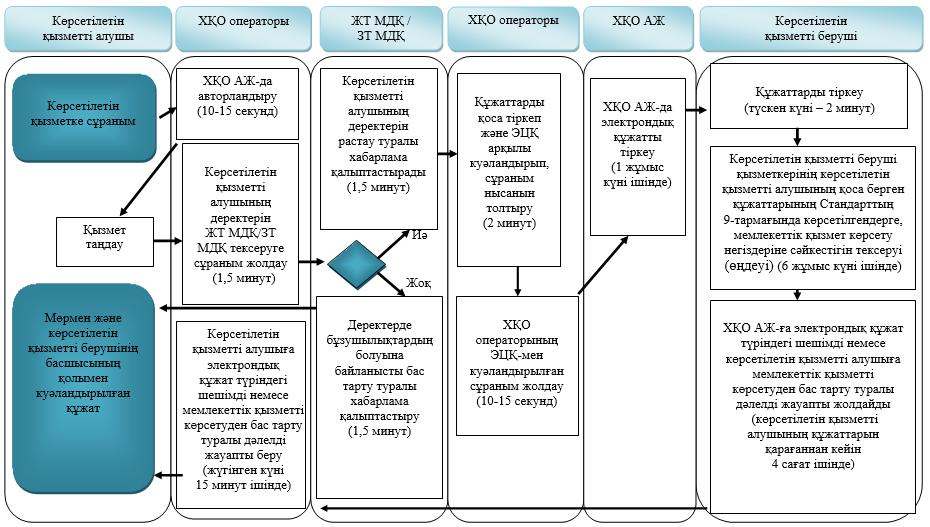 Көрсетілетін
қызметті алушы
ХҚО операторы
ЖТ МДҚ /
ЗТ МДҚ
ХҚО операторы
ХҚО АЖ
Көрсетілетін
қызметті беруші
Көрсетілетін
қызметке сұраным
Қызмет
таңдау
Мөрмен және
көрсетілетін
қызметті берушінің
басшысының
қолымен
куәландырылған
құжат
ХҚО АЖ-да
авторландыру
(10-15 секунд)
Көрсетілетін
қызметті
алушының
деректерін
ЖТ МДҚ/ЗТ
МДҚ тексеруге
сұраным жолдау
(1,5 минут)
Көрсетілетін
қызметті алушыға
электрондық
құжат түріндегі
шешімді немесе
мемлекеттік қызметті
көрсетуден бас тарту
туралы дәлелді
жауапты беру
(жүгінген күні
15 минут ішінде)
Көрсетілетін
қызметті
алушының
деректерін
растау туралы
хабарлама
қалыптастырады
(1,5 минут)
Иә
Жоқ
Деректерде
бұзушылықтардың
болуына
байланысты бас
тарту туралы
хабарлама
қалыптастыру
(1,5 минут)
Құжаттарды
қоса тіркеп
және ЭЦҚ
арқылы
куәландырып,
сұраным
нысанын
толтыру
(2 минут)
ХҚО
операторының
ЭЦҚ-мен
куәландырылған
сұраным жолдау
(10-15 секунд)
ХҚО АЖ-да
электрондық
құжатты
тіркеу
(1 жұмыс
күні ішінде)
Құжаттарды тіркеу
(түскен күні – 2 минут)
Көрсетілетін қызметті беруші
қызметкерінің көрсетілетін
қызметті алушының қоса берген
құжаттарының Стандарттың
9-тармағында көрсетілгендерге,
мемлекеттік қызмет көрсету
негіздеріне сәйкестігін тексеруі
(өңдеуі) (6 жұмыс күні ішінде)
ХҚО АЖ-ға электрондық құжат
түріндегі шешімді немесе
көрсетілетін қызметті алушыға
мемлекеттік қызметті
көрсетуден бас тарту туралы
дәлелді жауапты жолдайды
(көрсетілетін қызметті
алушының құжаттарын
қарағаннан кейін
4 сағат ішінде)